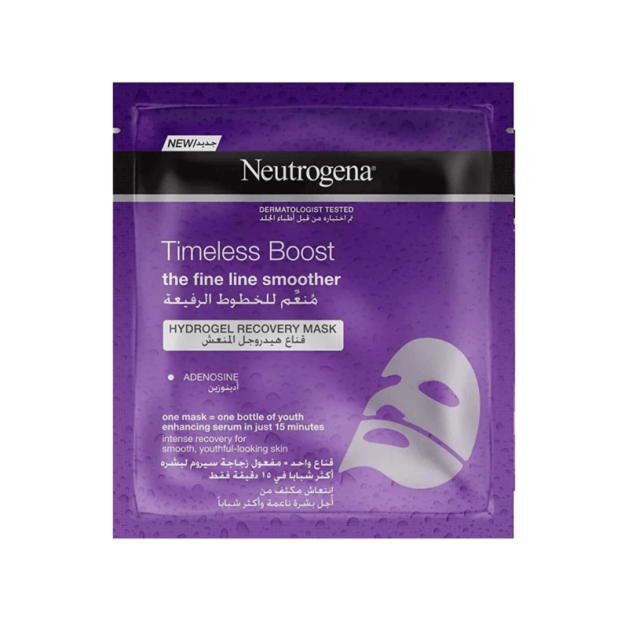 NEW/جديد
Neutrogena®
DERMATOLOGIST TESTED
تم اختباره من قبل أطباء الجلد
Timeless Boost
the fine line smoother
مُنعِّم للخطوط الرفيعة
HYDROGEL RECOVERY MASK
قناع هيدروجل المنعش
• ADENOSINE
أدينوزين
one mask = one bottle of youth
enhancing serum in just 15 minutes
intense recovery for
smooth, youthful-looking skin
قناع واحد = مفعول زجاجة سيروم لبشره
أكثر شبابا في ١٥ دقيقة فقط
إنتعاش مكثف من
أجل بشرة ناعمة وأكثر شباباً